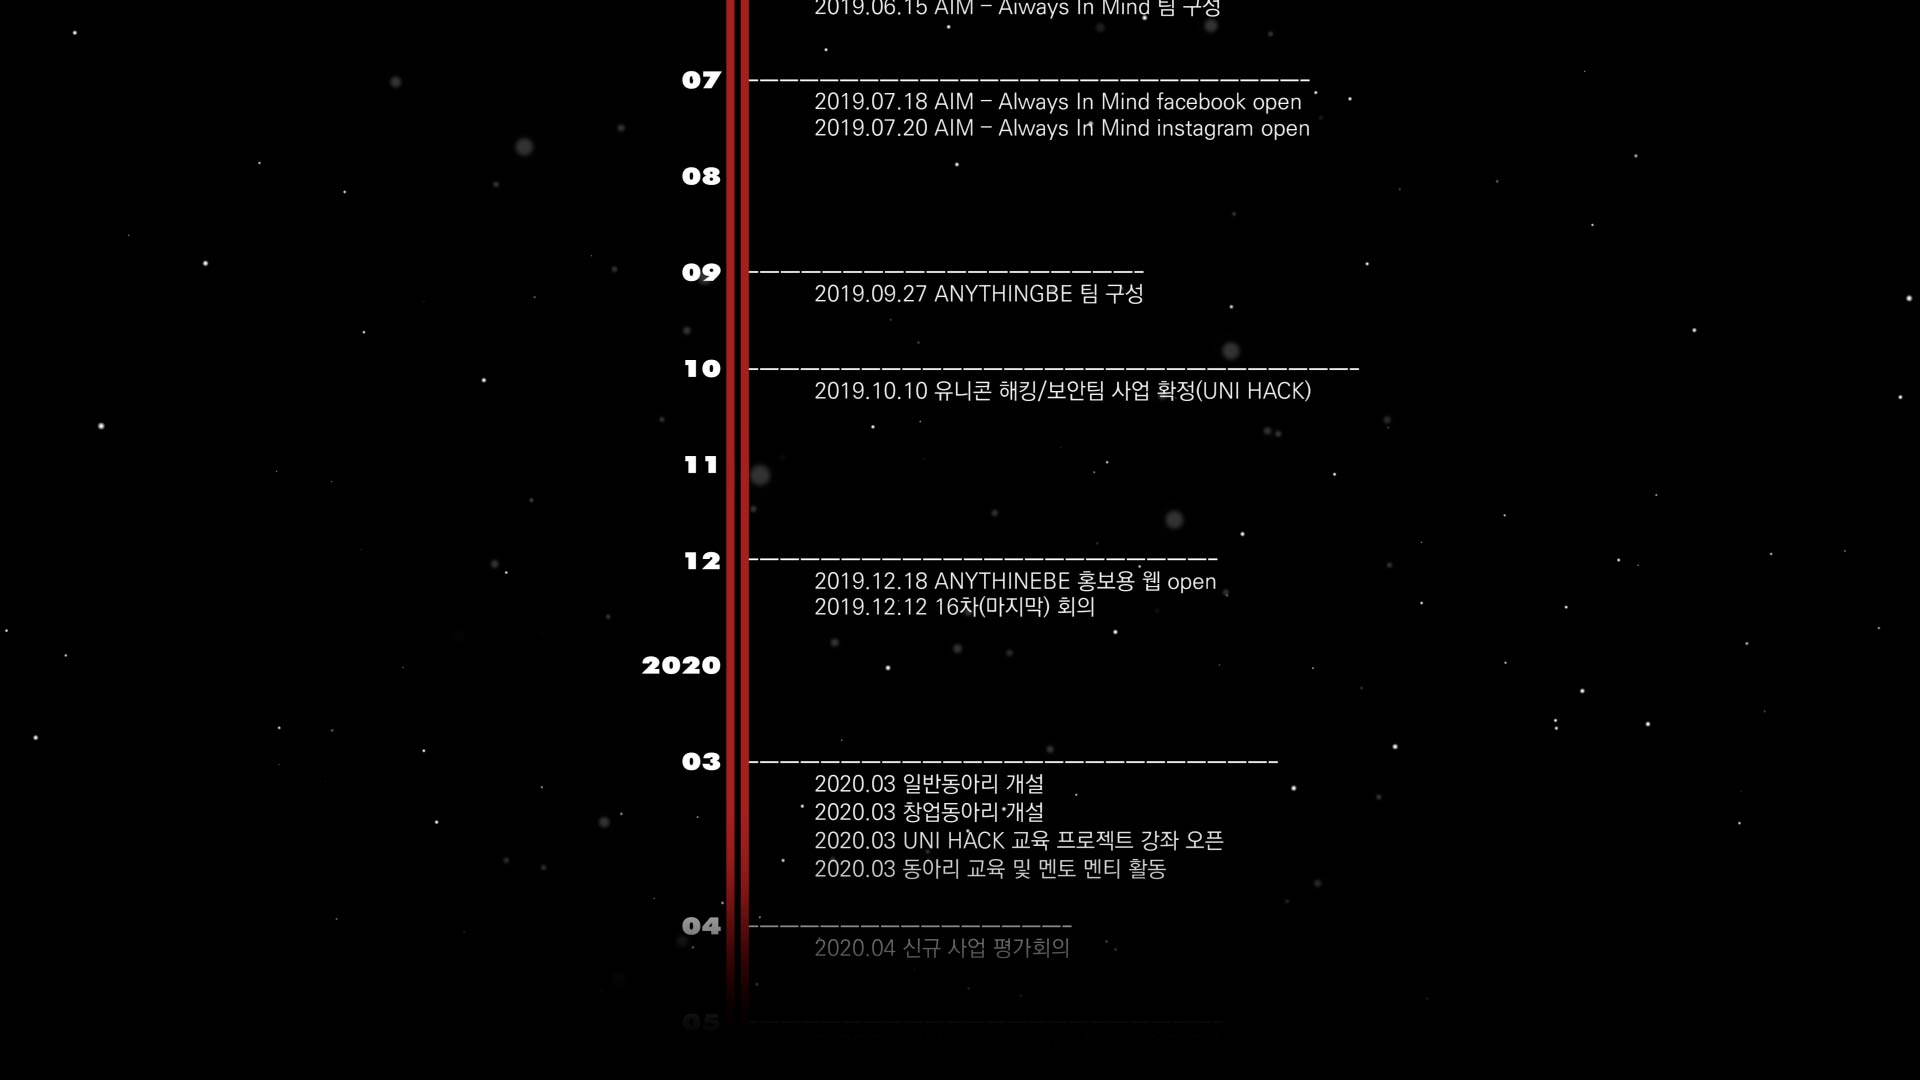 2019.06.15 AIM - Always In Mind 팀 구성
07
2019.07.18 AIM - Always In Mind facebook open
2019.07.20 AIM - Always In Mind instagram open
08
09
2019.09.27 ANYTHINGBE 팀 구성
10
2019.10.10 유니콘 해킹/보안팀 사업 확정(UNI HACK)
11
12
2019.12.18 ANYTHINEBE 홍보용 웹 open
2019.12.12 16차(마지막) 회의
2020
03
2020.03 일반동아리 개설
2020.03 창업동아리 개설
2020.03 UNI HACK 교육 프로젝트 강좌 오픈
2020.03 동아리 교육 및 멘토 멘티 활동
04
2020.04 신규 사업 평가회의
05